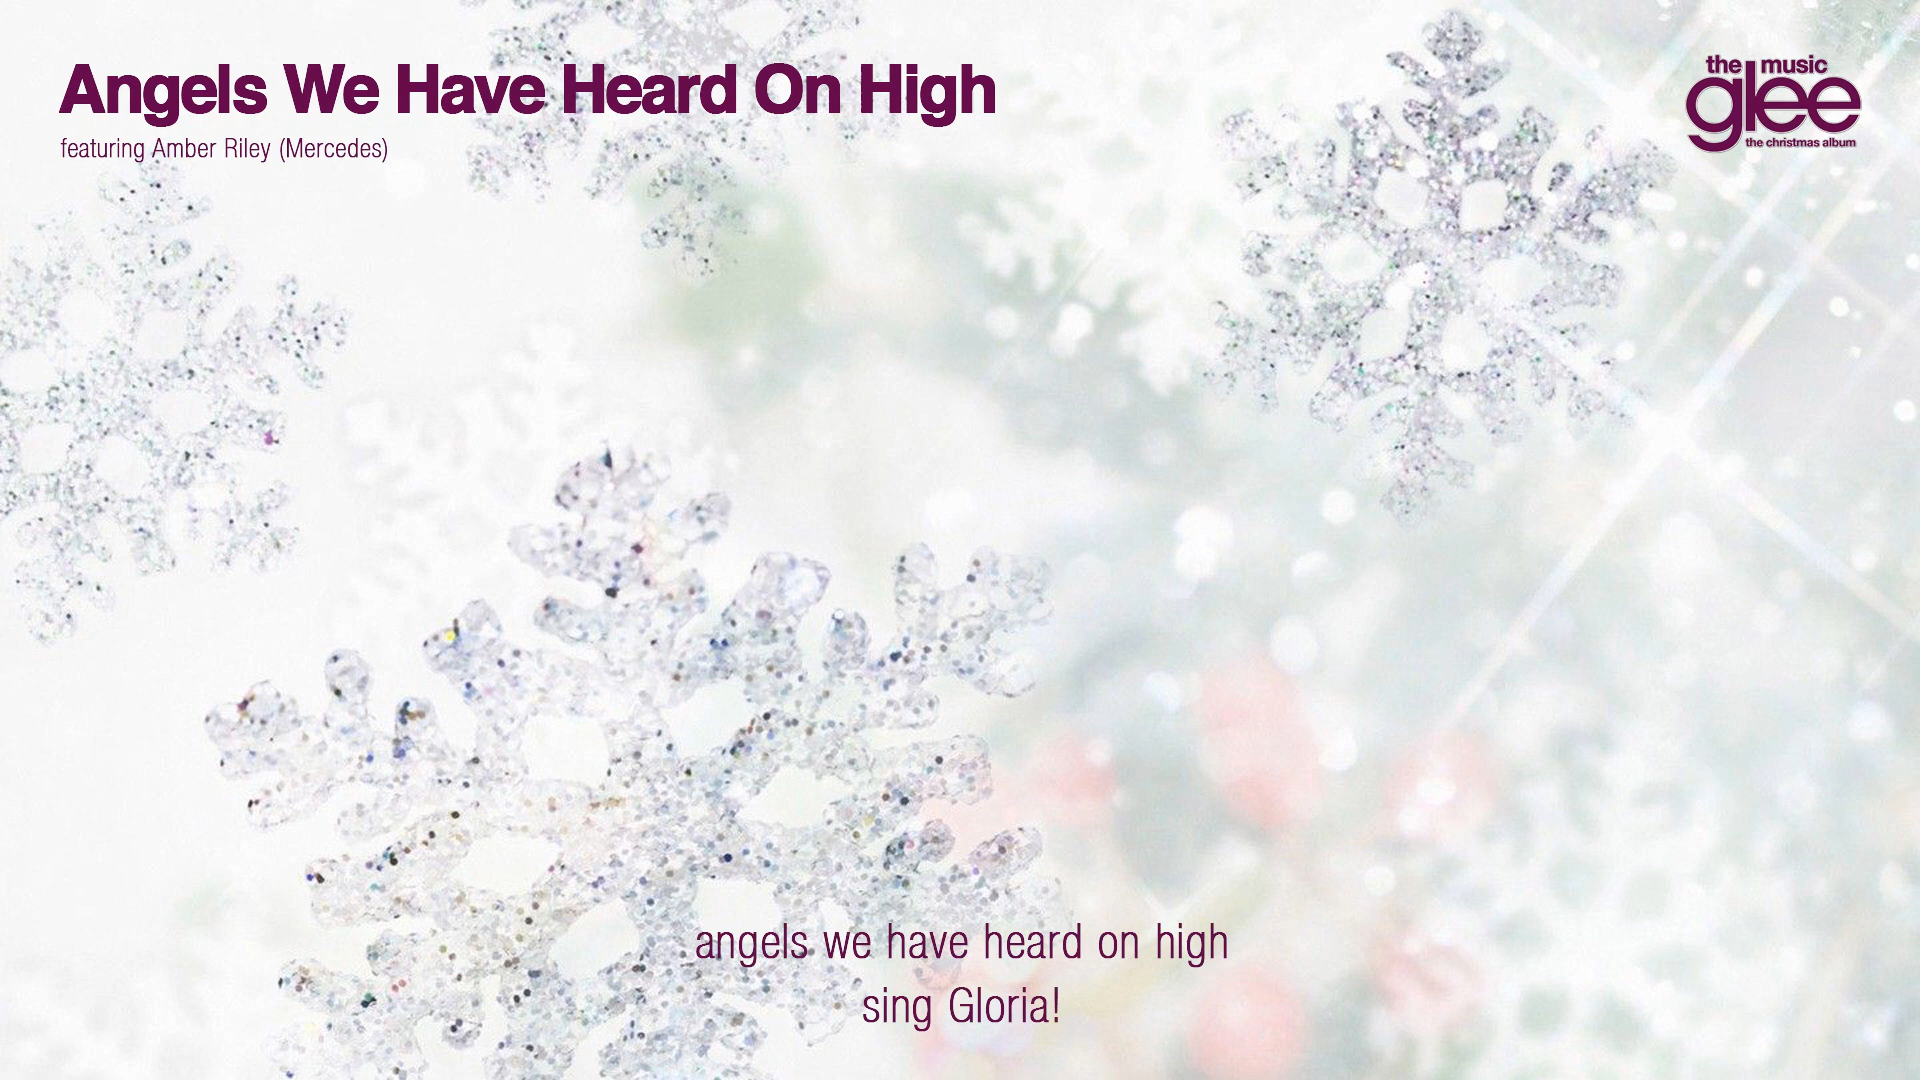 Angels We Have Heard On High
featuring Amber Riley (Mercedes)
the music
glee
the christmas album
angels we have heard on high
sing Gloria!